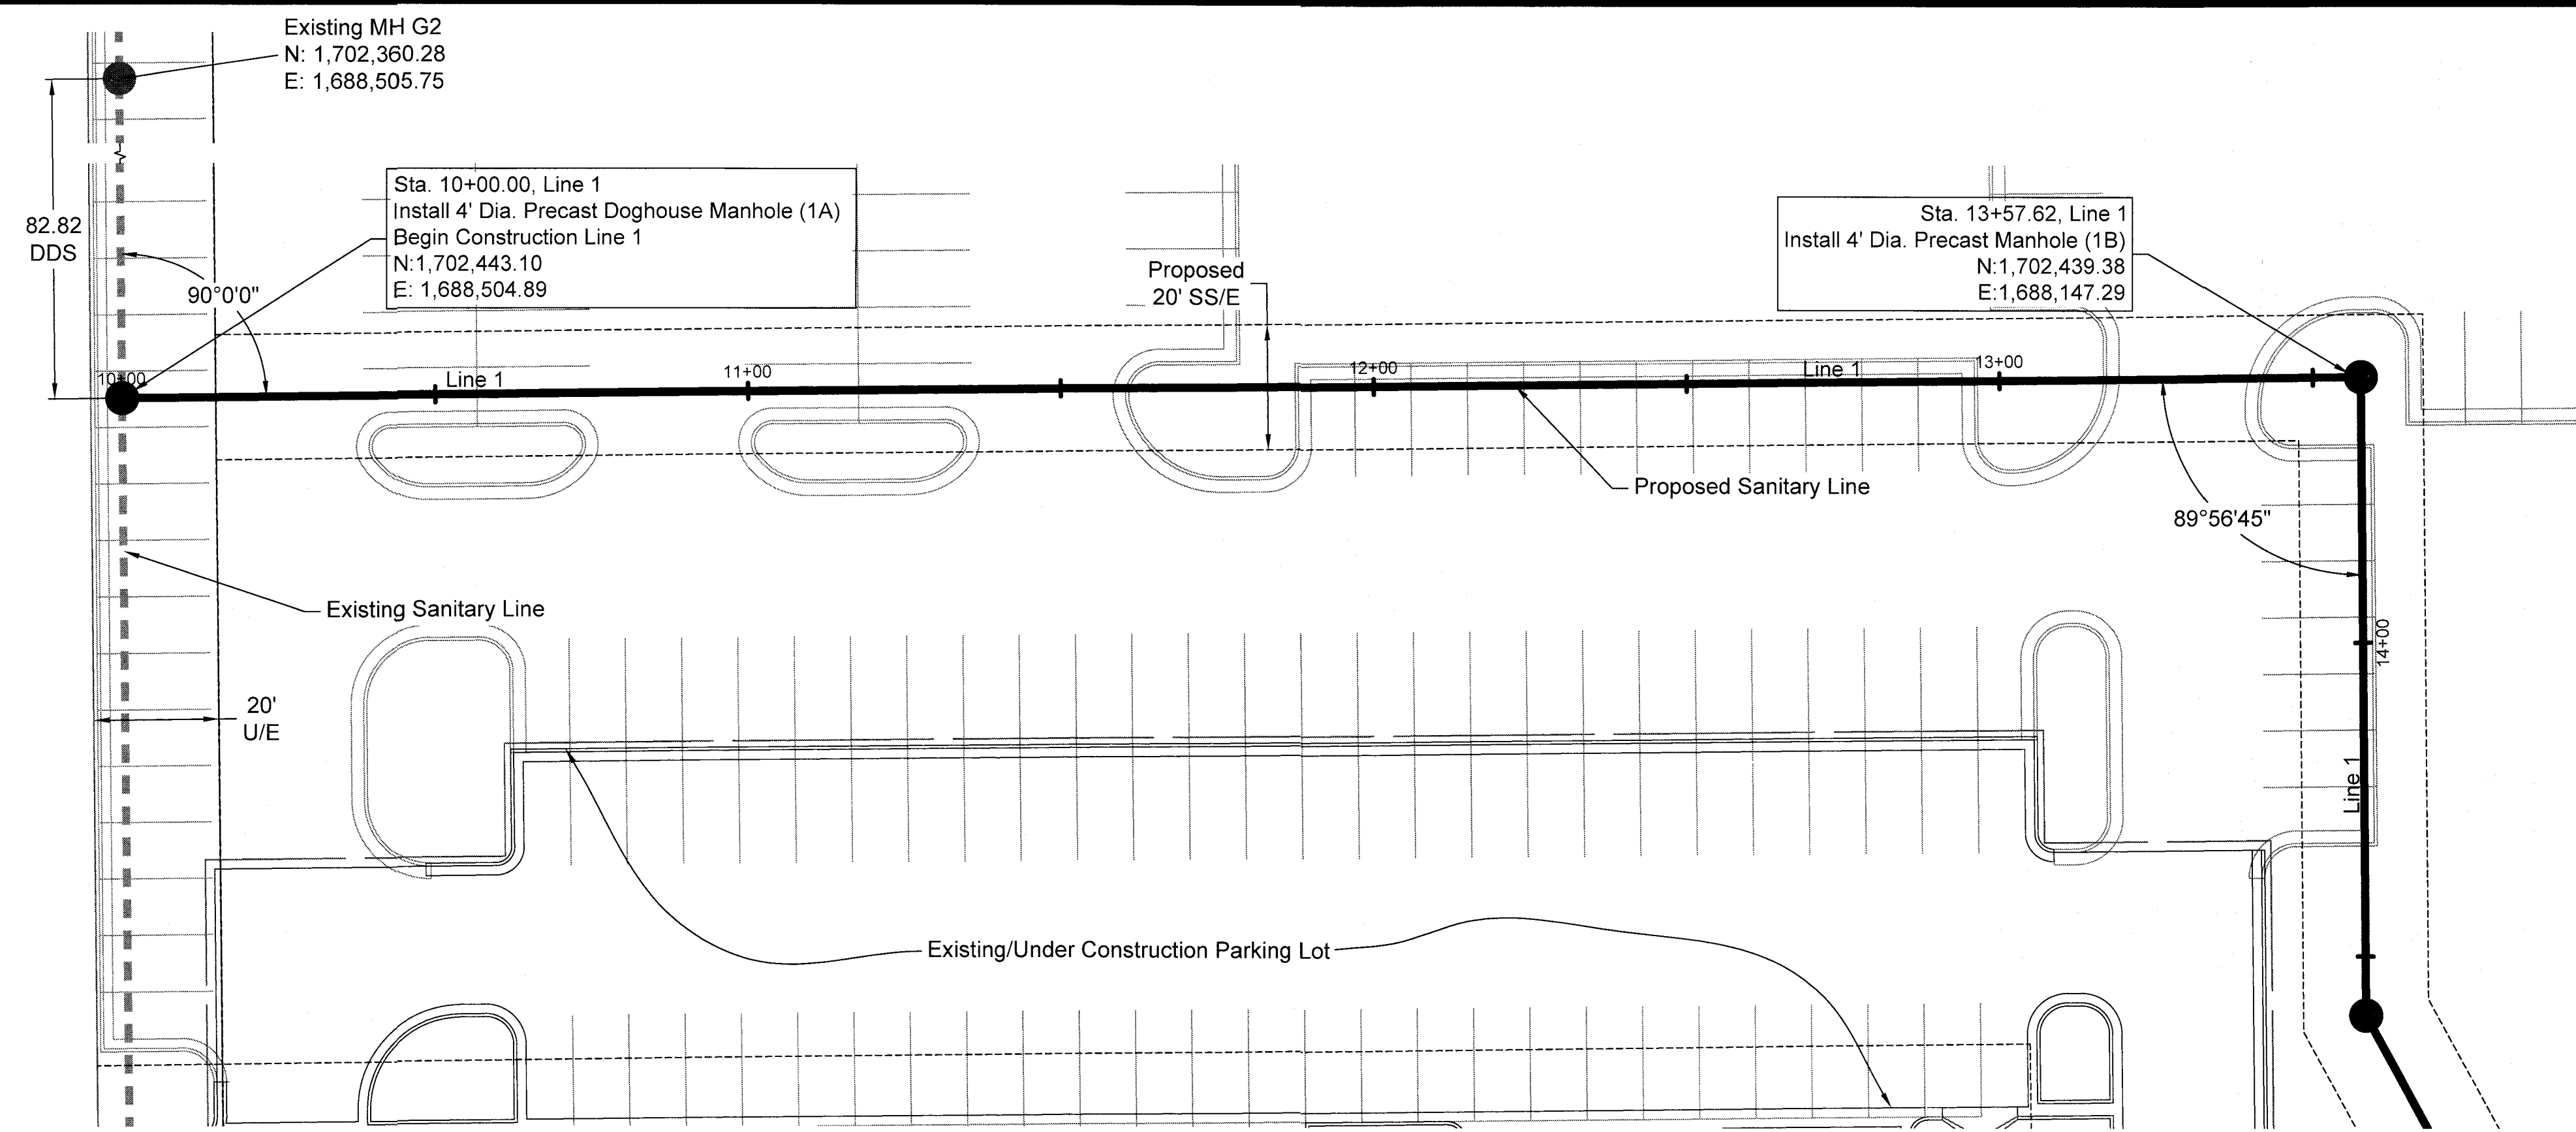 Existing MH G2
N: 1,702,360.28
E: 1,688,505.75
82.82
DDS
90°0'0"
Sta. 10+00.00, Line 1
Install 4' Dia. Precast Doghouse Manhole (1A)
Begin Construction Line 1
N:1,702,443.10
E: 1,688,504.89
Proposed
20' SS/E
Sta. 13+57.62, Line 1
Install 4' Dia. Precast Manhole (1B)
N:1,702,439.38
E:1,688,147.29
10+00
Line 1
11+00
12+00
Line 1
13+00
Proposed Sanitary Line
89°56'45"
Existing Sanitary Line
14+00
20'
U/E
Line 1
Existing/Under Construction Parking Lot